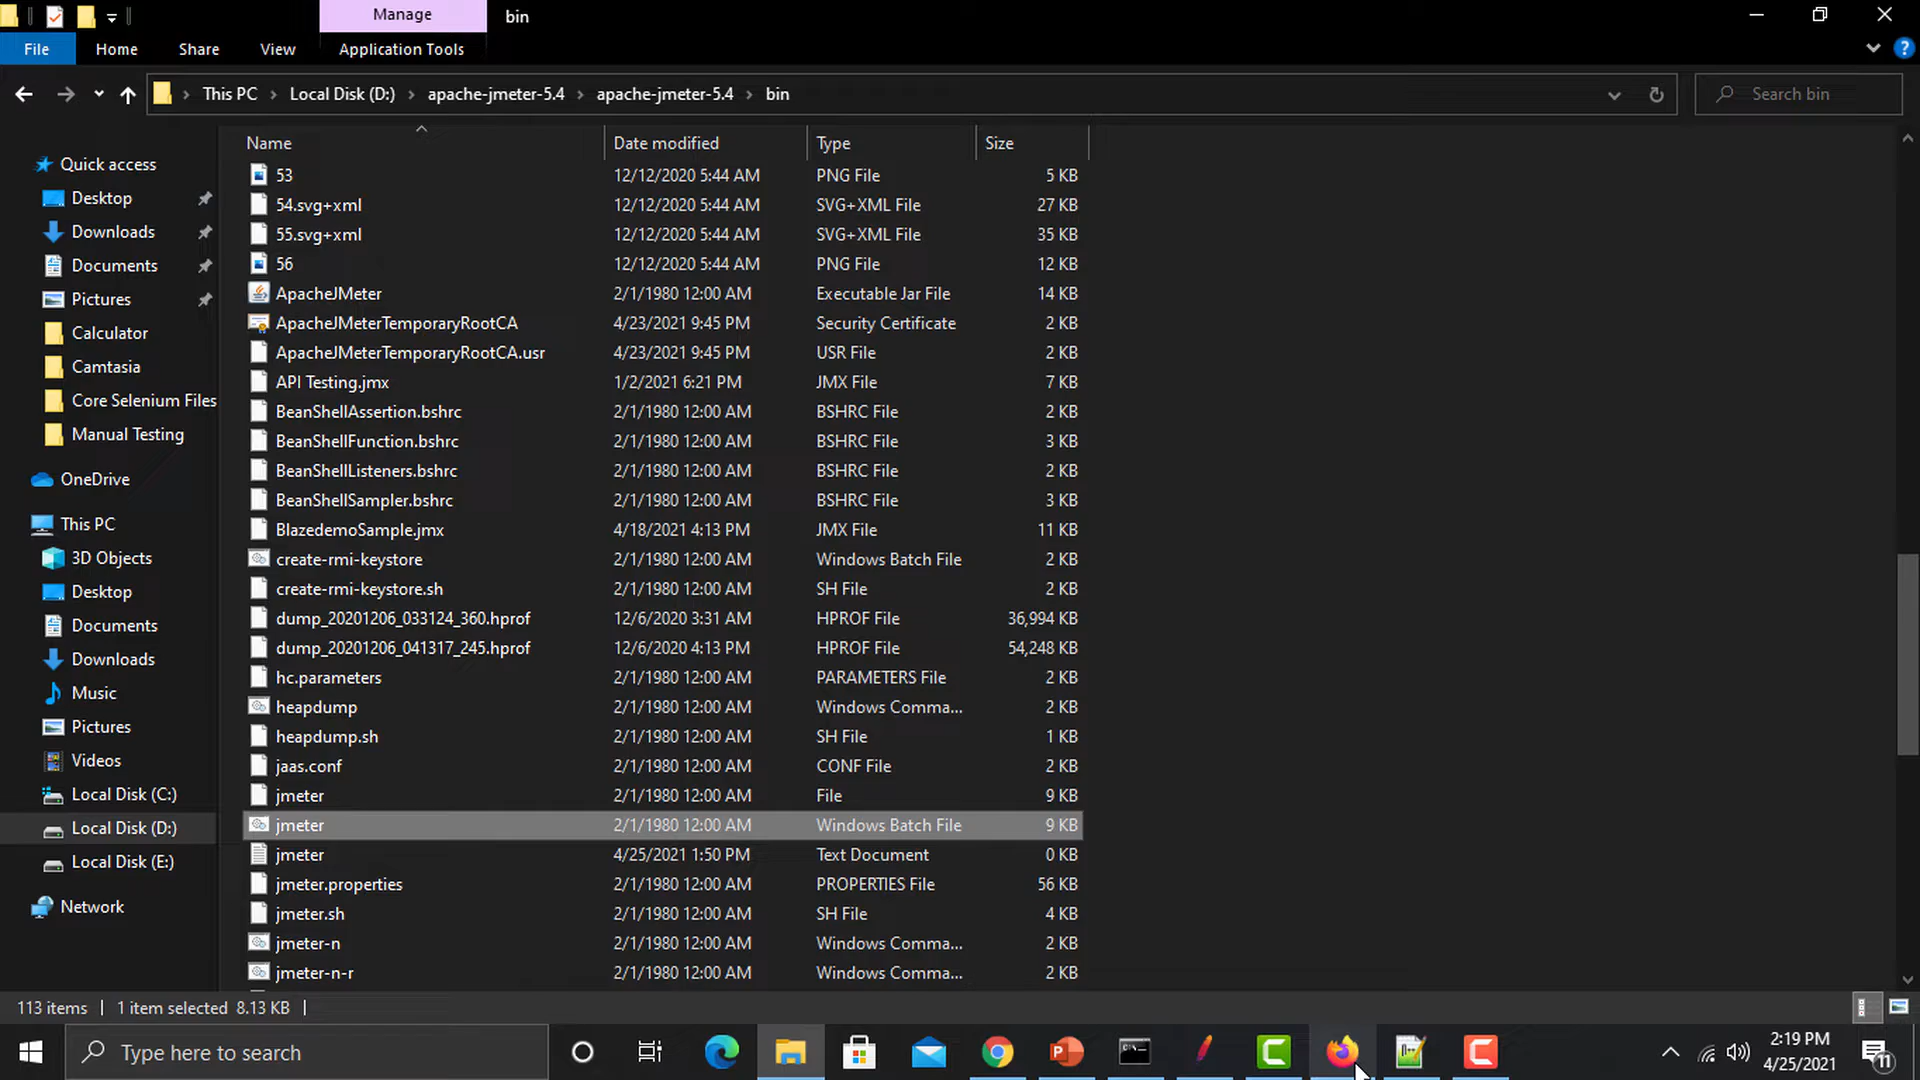 Manage
bin
File
Home
Share
View
Application Tools
This PC
Local Disk (D:)
apache-jmeter-5.4
apache-jmeter-5.4
bin
Search bin
Name
Date modified
Type
Size
Quick access
Desktop
Downloads
Documents
Pictures
Calculator
Camtasia
Core Selenium Files
Manual Testing
OneDrive
This PC
3D Objects
Desktop
Documents
Downloads
Music
Pictures
Videos
Local Disk (C:)
Local Disk (D:)
Local Disk (E:)
Network
53 12/12/2020 5:44 AM PNG File 5 KB
54.svg+xml 12/12/2020 5:44 AM SVG+XML File 27 KB
55.svg+xml 12/12/2020 5:44 AM SVG+XML File 35 KB
56 12/12/2020 5:44 AM PNG File 12 KB
ApacheJMeter 2/1/1980 12:00 AM Executable Jar File 14 KB
ApacheJMeterTemporaryRootCA 4/23/2021 9:45 PM Security Certificate 2 KB
ApacheJMeterTemporaryRootCA.usr 4/23/2021 9:45 PM USR File 2 KB
API Testing.jmx 1/2/2021 6:21 PM JMX File 7 KB
BeanShellAssertion.bshrc 2/1/1980 12:00 AM BSHRC File 2 KB
BeanShellFunction.bshrc 2/1/1980 12:00 AM BSHRC File 3 KB
BeanShellListeners.bshrc 2/1/1980 12:00 AM BSHRC File 2 KB
BeanShellSampler.bshrc 2/1/1980 12:00 AM BSHRC File 3 KB
BlazedemoSample.jmx 4/18/2021 4:13 PM JMX File 11 KB
create-rmi-keystore 2/1/1980 12:00 AM Windows Batch File 2 KB
create-rmi-keystore.sh 2/1/1980 12:00 AM SH File 2 KB
dump_20201206_033124_360.hprof 12/6/2020 3:31 AM HPROF File 36,994 KB
dump_20201206_041317_245.hprof 12/6/2020 4:13 PM HPROF File 54,248 KB
hc.parameters 2/1/1980 12:00 AM PARAMETERS File 2 KB
heapdump 2/1/1980 12:00 AM Windows Comma... 2 KB
heapdump.sh 2/1/1980 12:00 AM SH File 1 KB
jaas.conf 2/1/1980 12:00 AM CONF File 2 KB
jmeter 2/1/1980 12:00 AM File 9 KB
jmeter 2/1/1980 12:00 AM Windows Batch File 9 KB
jmeter 4/25/2021 1:50 PM Text Document 0 KB
jmeter.properties 2/1/1980 12:00 AM PROPERTIES File 56 KB
jmeter.sh 2/1/1980 12:00 AM SH File 4 KB
jmeter-n 2/1/1980 12:00 AM Windows Comma... 2 KB
jmeter-n-r 2/1/1980 12:00 AM Windows Comma... 2 KB
113 items
1 item selected 8.13 KB
Type here to search
2:19 PM
4/25/2021
11